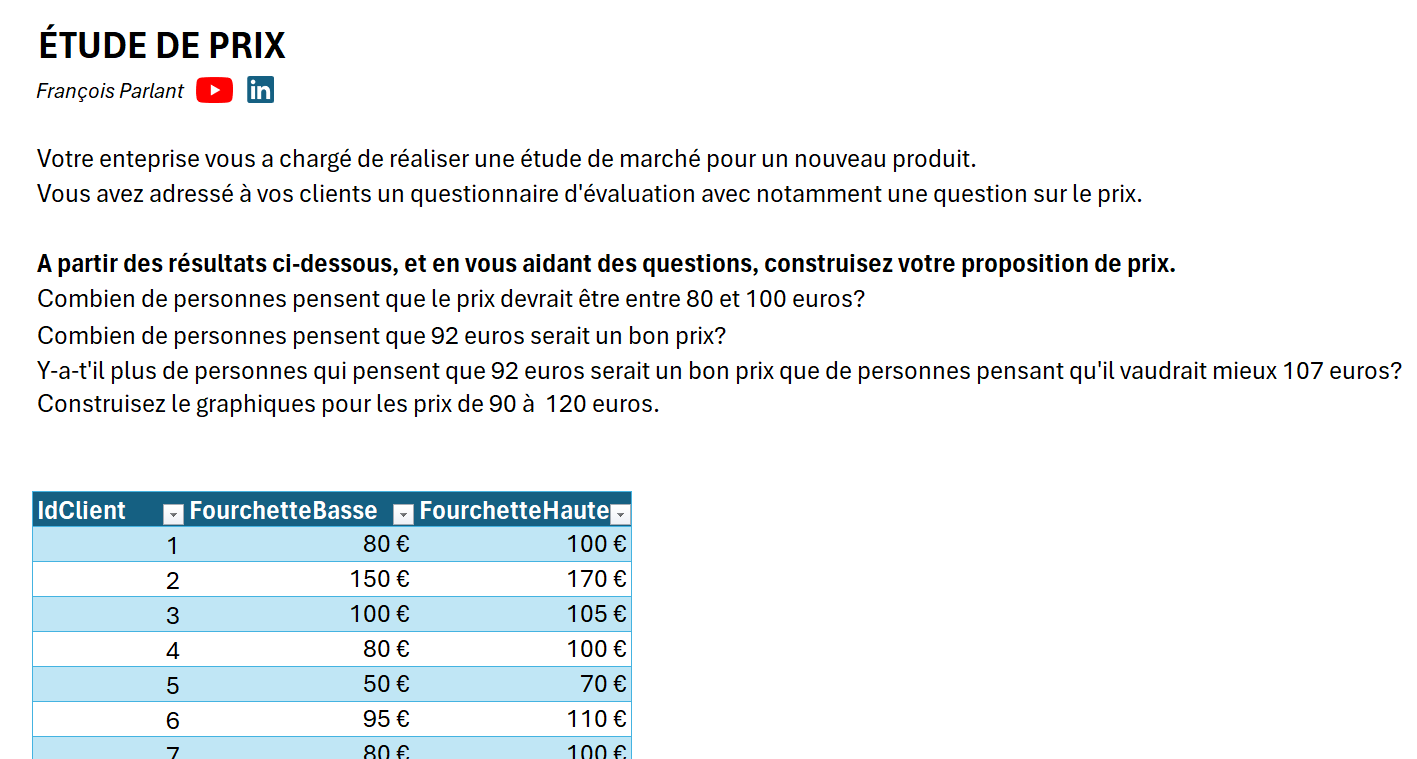 ÉTUDE DE PRIX
François Parlant in
Votre enteprise vous a chargé de réaliser une étude de marché pour un nouveau produit.
Vous avez adressé à vos clients un questionnaire d'évaluation avec notamment une question sur le prix.
A partir des résultats ci-dessous, et en vous aidant des questions, construisez votre proposition de prix.
Combien de personnes pensent que le prix devrait être entre 80 et 100 euros?
Combien de personnes pensent que 92 euros serait un bon prix?
Y-a-t'il plus de personnes qui pensent que 92 euros serait un bon prix que de personnes pensant qu'il vaudrait mieux 107 euros?
Construisez le graphiques pour les prix de 90 à  120 euros.
IdClient FourchetteBasse FourchetteHaute
1 80 € 100 €
2 150 € 170 €
3 100 € 105 €
4 80 € 100 €
5 50 € 70 €
6 95 € 110 €
7 80 € 100 €